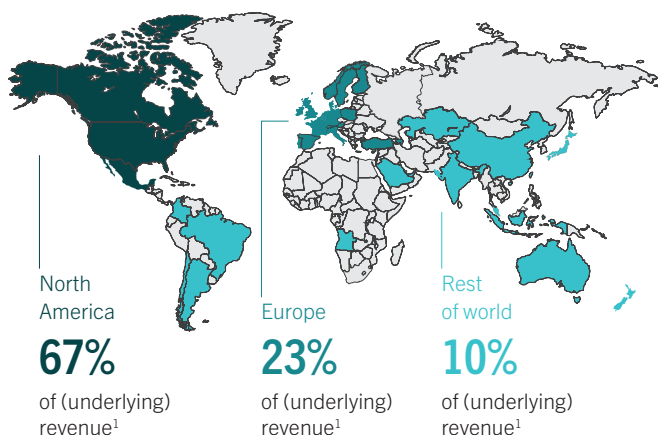 North
America
67%
of (underlying)
revenue1
Europe
23%
of (underlying)
revenue1
Rest
of world
10%
of (underlying)
revenue1